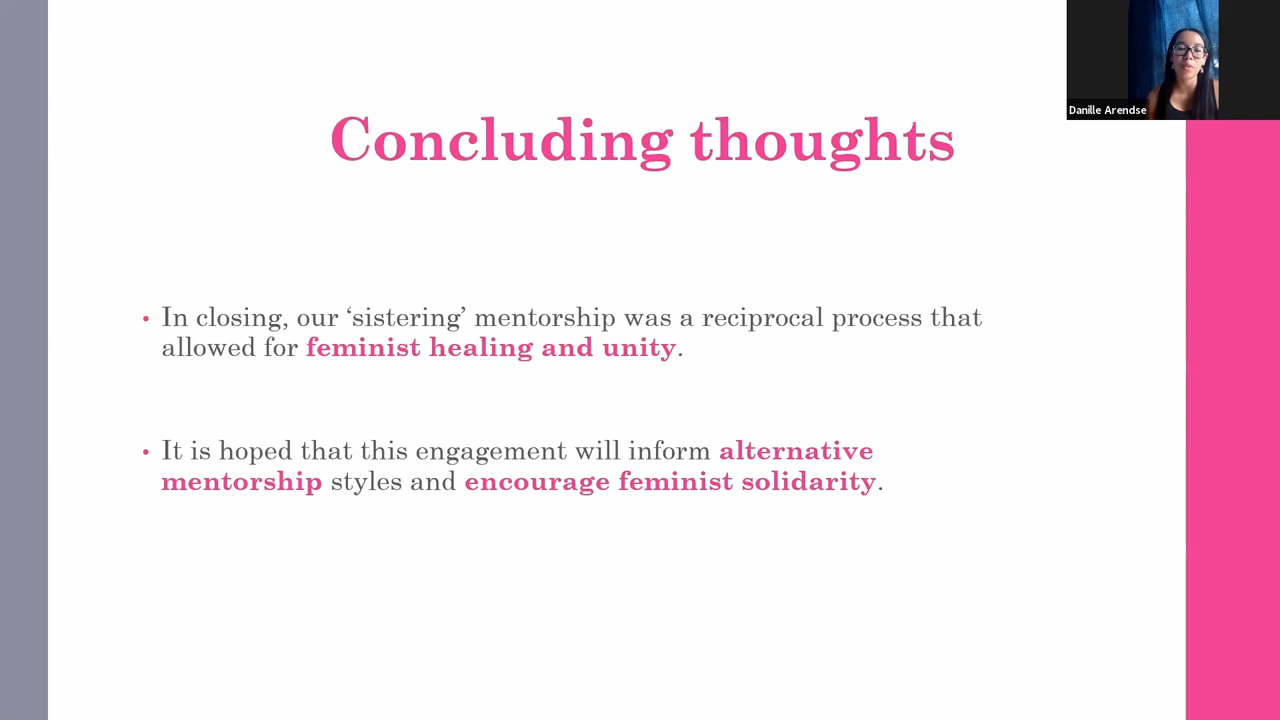 Danille Arendse
Concluding thoughts
• In closing, our ‘sistering’ mentorship was a reciprocal process that
allowed for feminist healing and unity.
• It is hoped that this engagement will inform alternative
mentorship styles and encourage feminist solidarity.